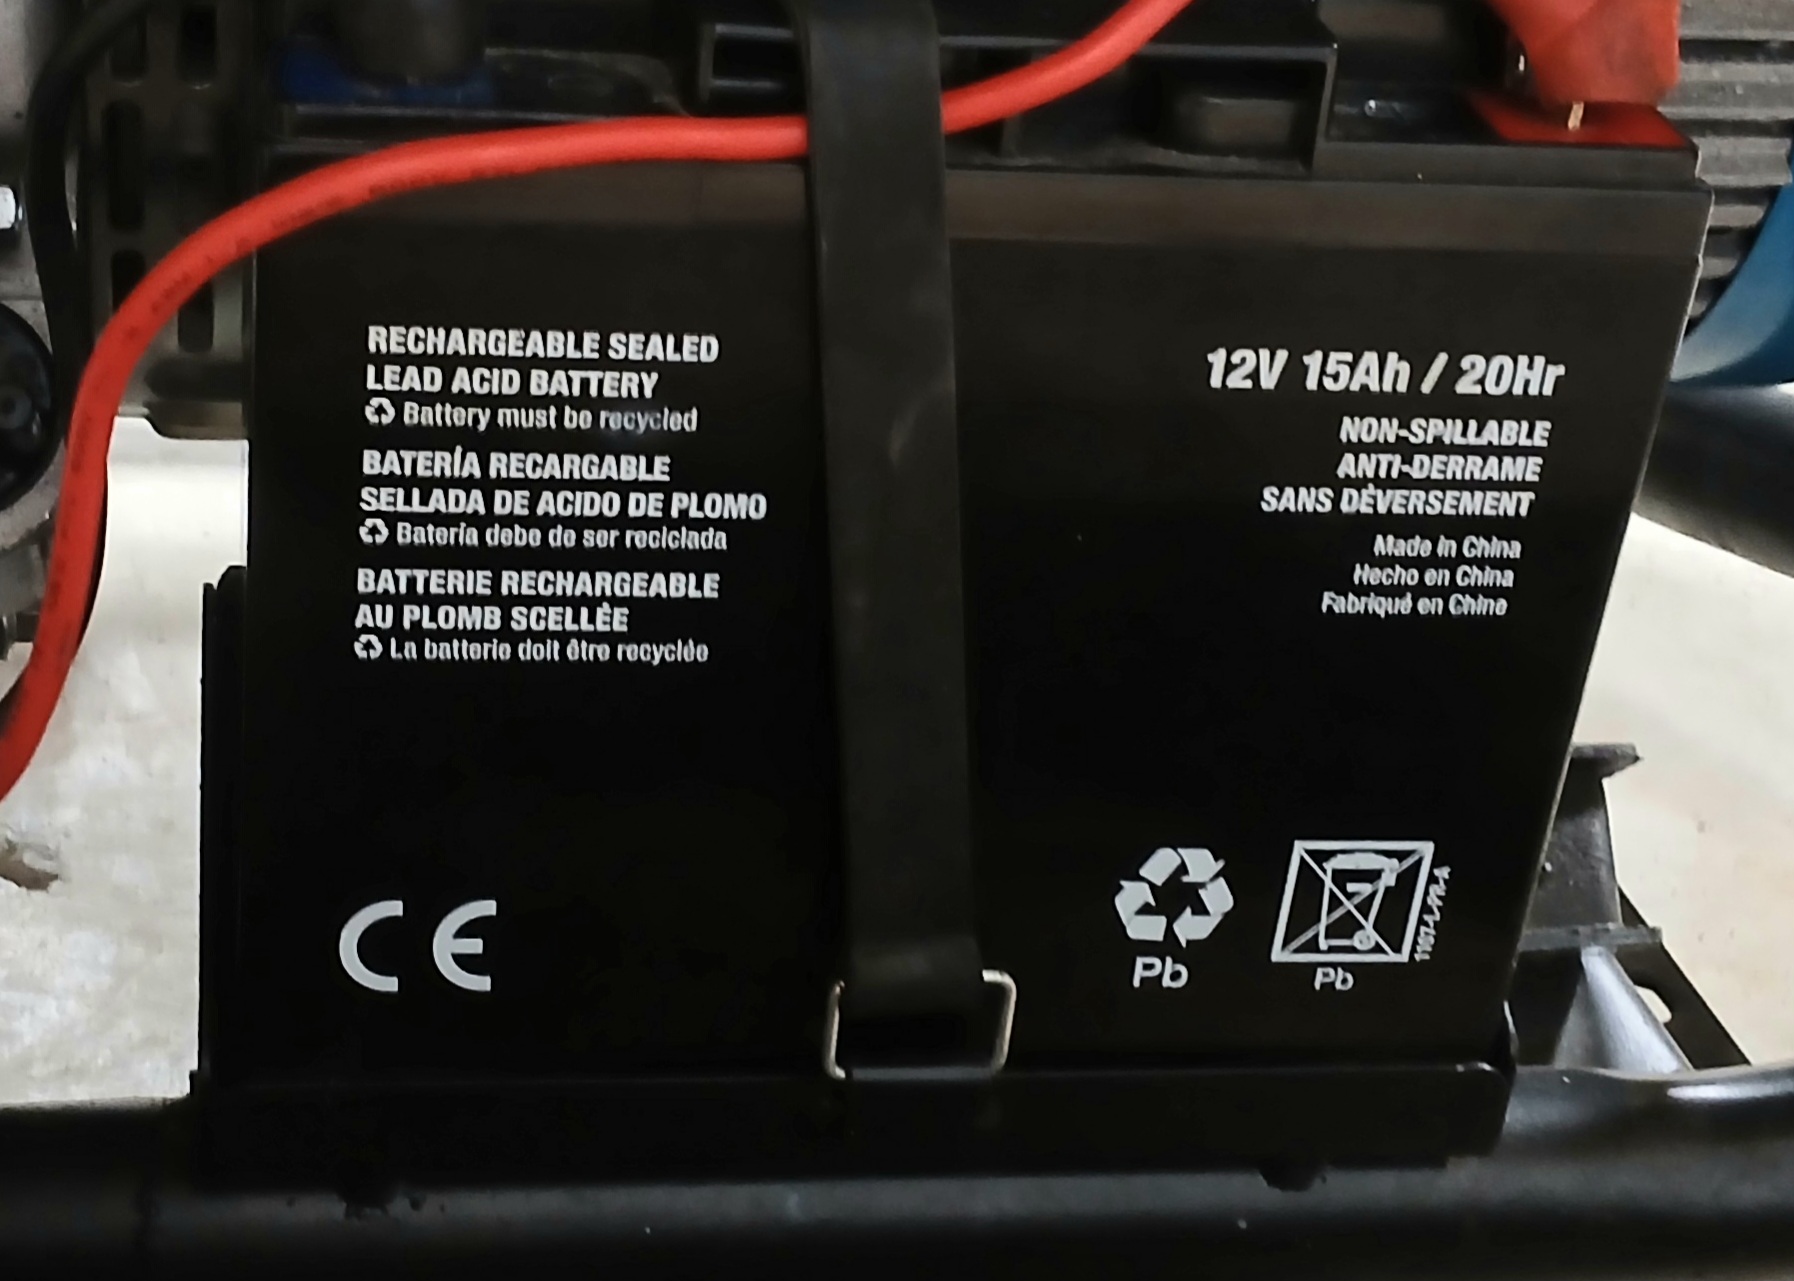 RECHARGEABLE SEALED
LEAD ACID BATTERY
Battery must be recycled
BATERÍA RECARGABLE
SELLADA DE ACIDO DE PLOMO
Batería debe de ser reciclada
BATTERIE RECHARGEABLE
AU PLOMB SCELLÉE
La batterie doit être recyclée
CE
12V 15Ah / 20Hr
NON-SPILLABLE
ANTI-DERRAME
SANS DÉVERSEMENT
Made in China
Hecho en China
Fabriqué en Chine
Pb
Pb